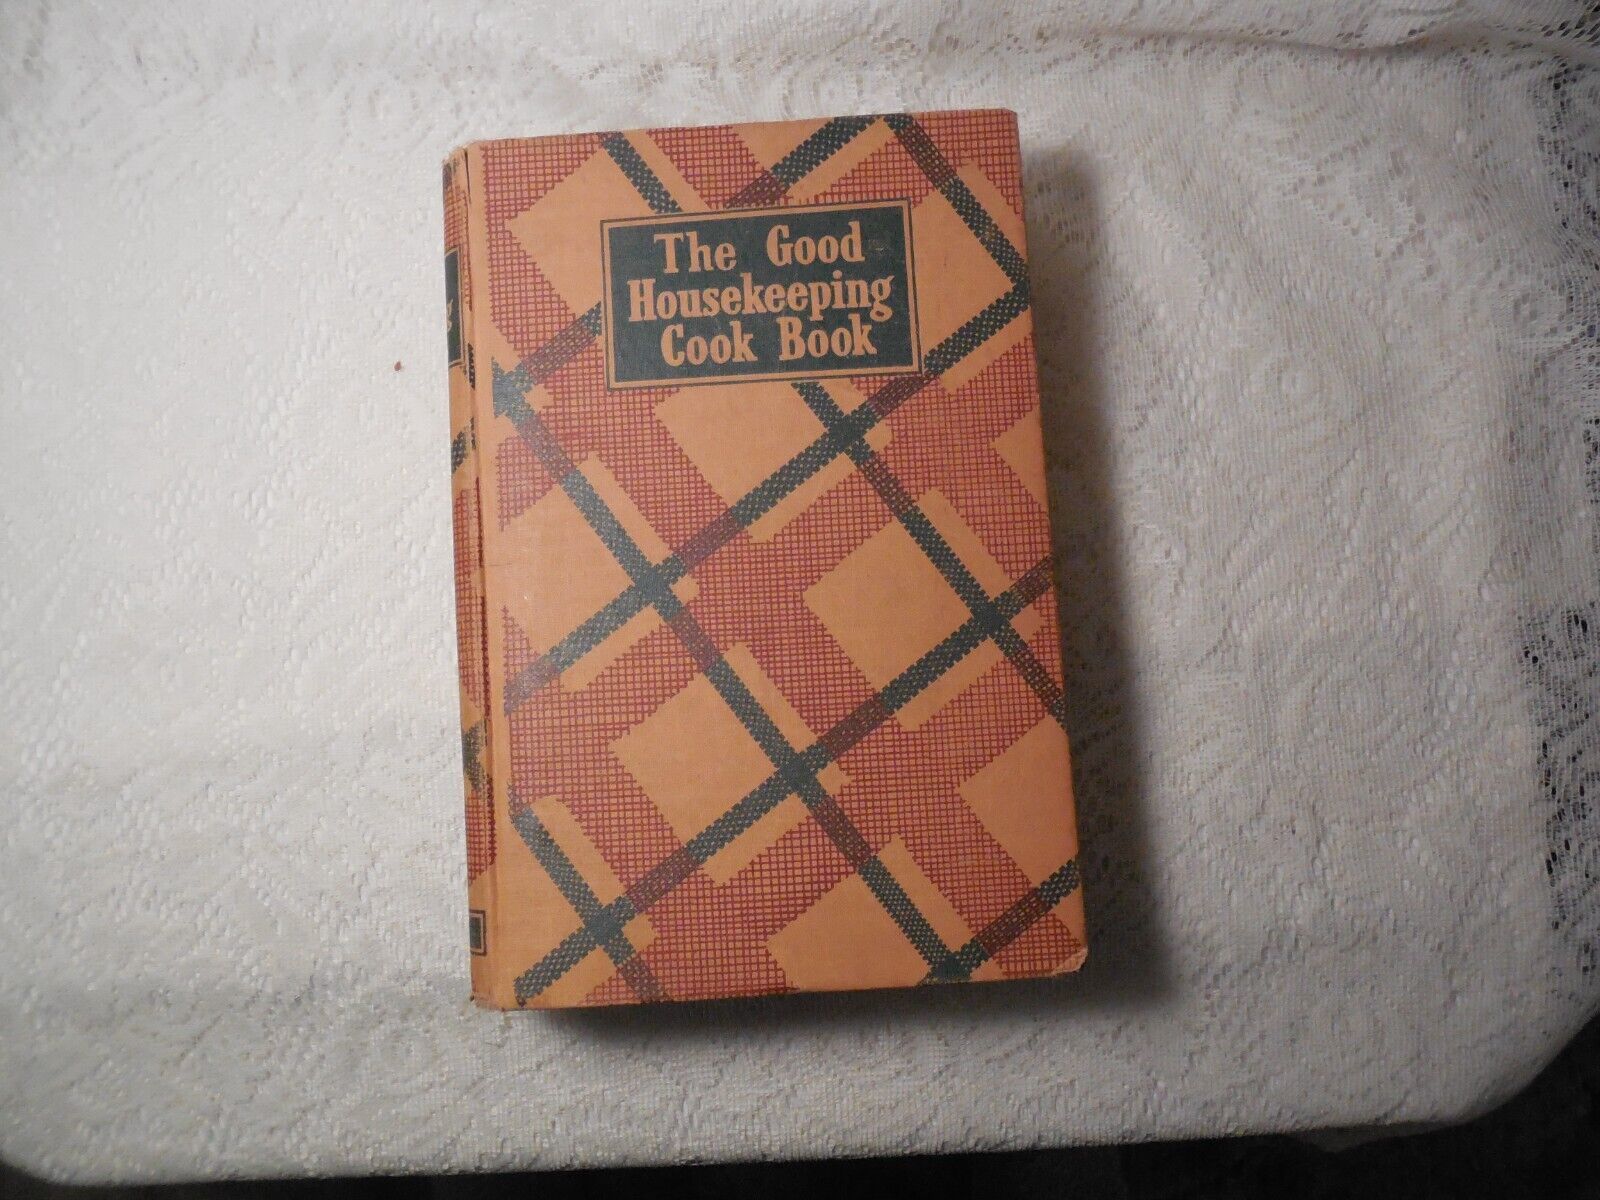 The Good
Housekeeping
Cook Book